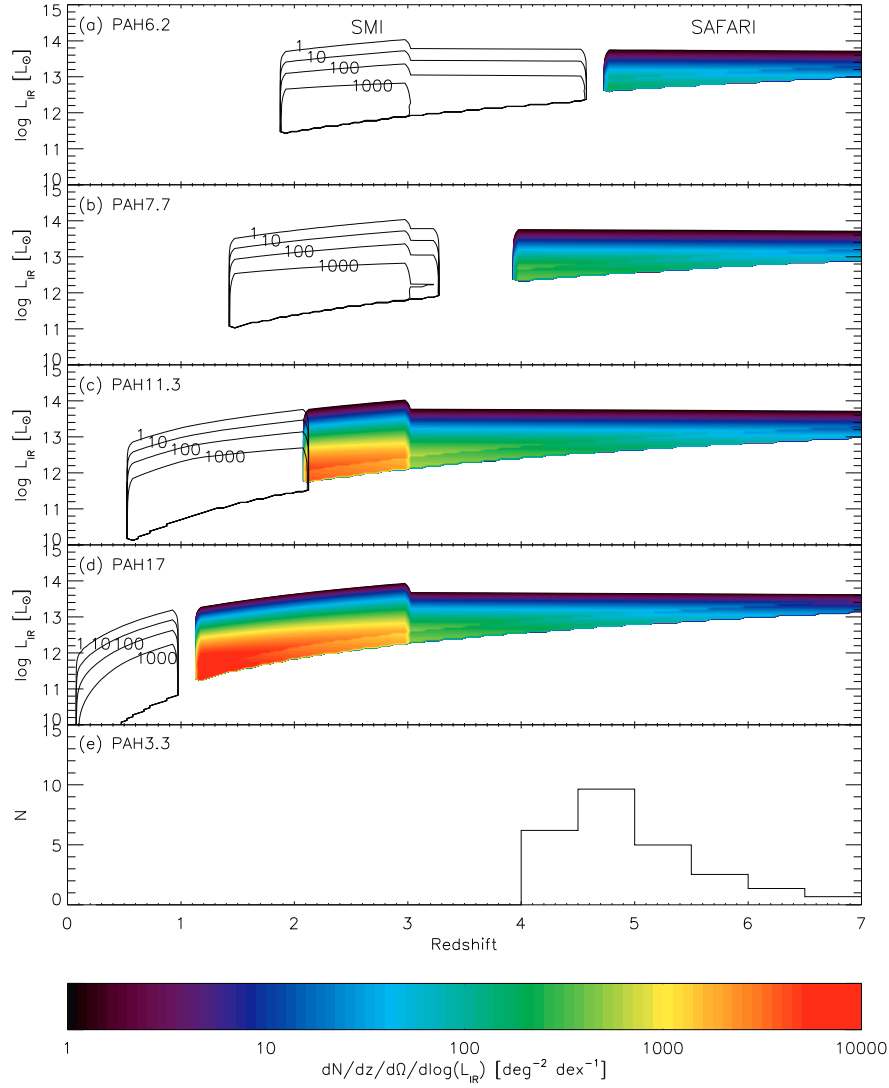 (a) PAH6.2 SMI SAFARI
15
14
13
12
11
10
log L_IR [L⊙]
1 10 100 1000
(b) PAH7.7
15
14
13
12
11
10
log L_IR [L⊙]
1 10 100 1000
(c) PAH11.3
15
14
13
12
11
10
log L_IR [L⊙]
1 10 100 1000
(d) PAH17
15
14
13
12
11
10
log L_IR [L⊙]
1 10 100 1000
(e) PAH3.3
15
10
5
0
N
0 1 2 3 4 5 6 7
Redshift
1 10 100 1000 10000
dN/dz/dΩ/dlog(L_IR) [deg⁻² dex⁻¹]